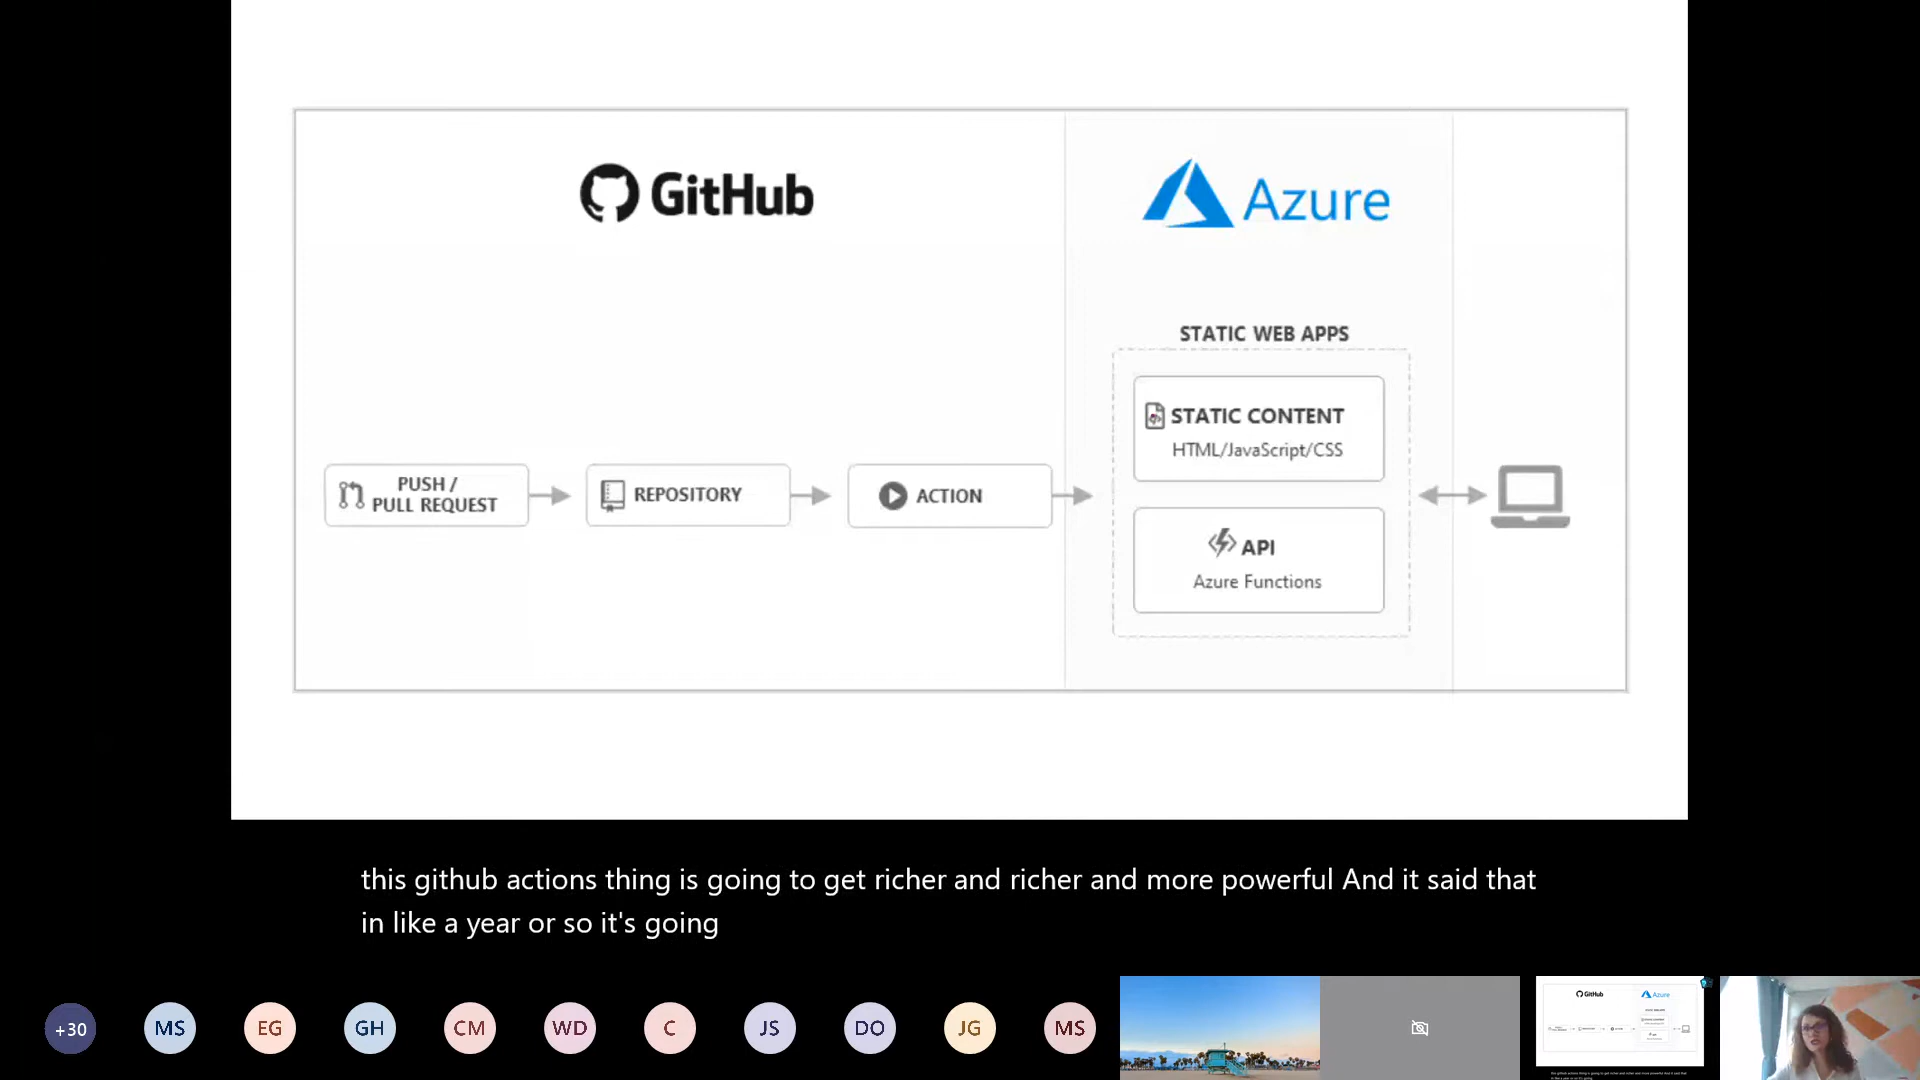 GitHub
Azure
STATIC WEB APPS
STATIC CONTENT
HTML/JavaScript/CSS
PUSH /
PULL REQUEST
REPOSITORY
ACTION
API
Azure Functions
this github actions thing is going to get richer and richer and more powerful And it said that
in like a year or so it's going
+30
MS
EG
GH
CM
WD
C
JS
DO
JG
MS
GitHub
Azure